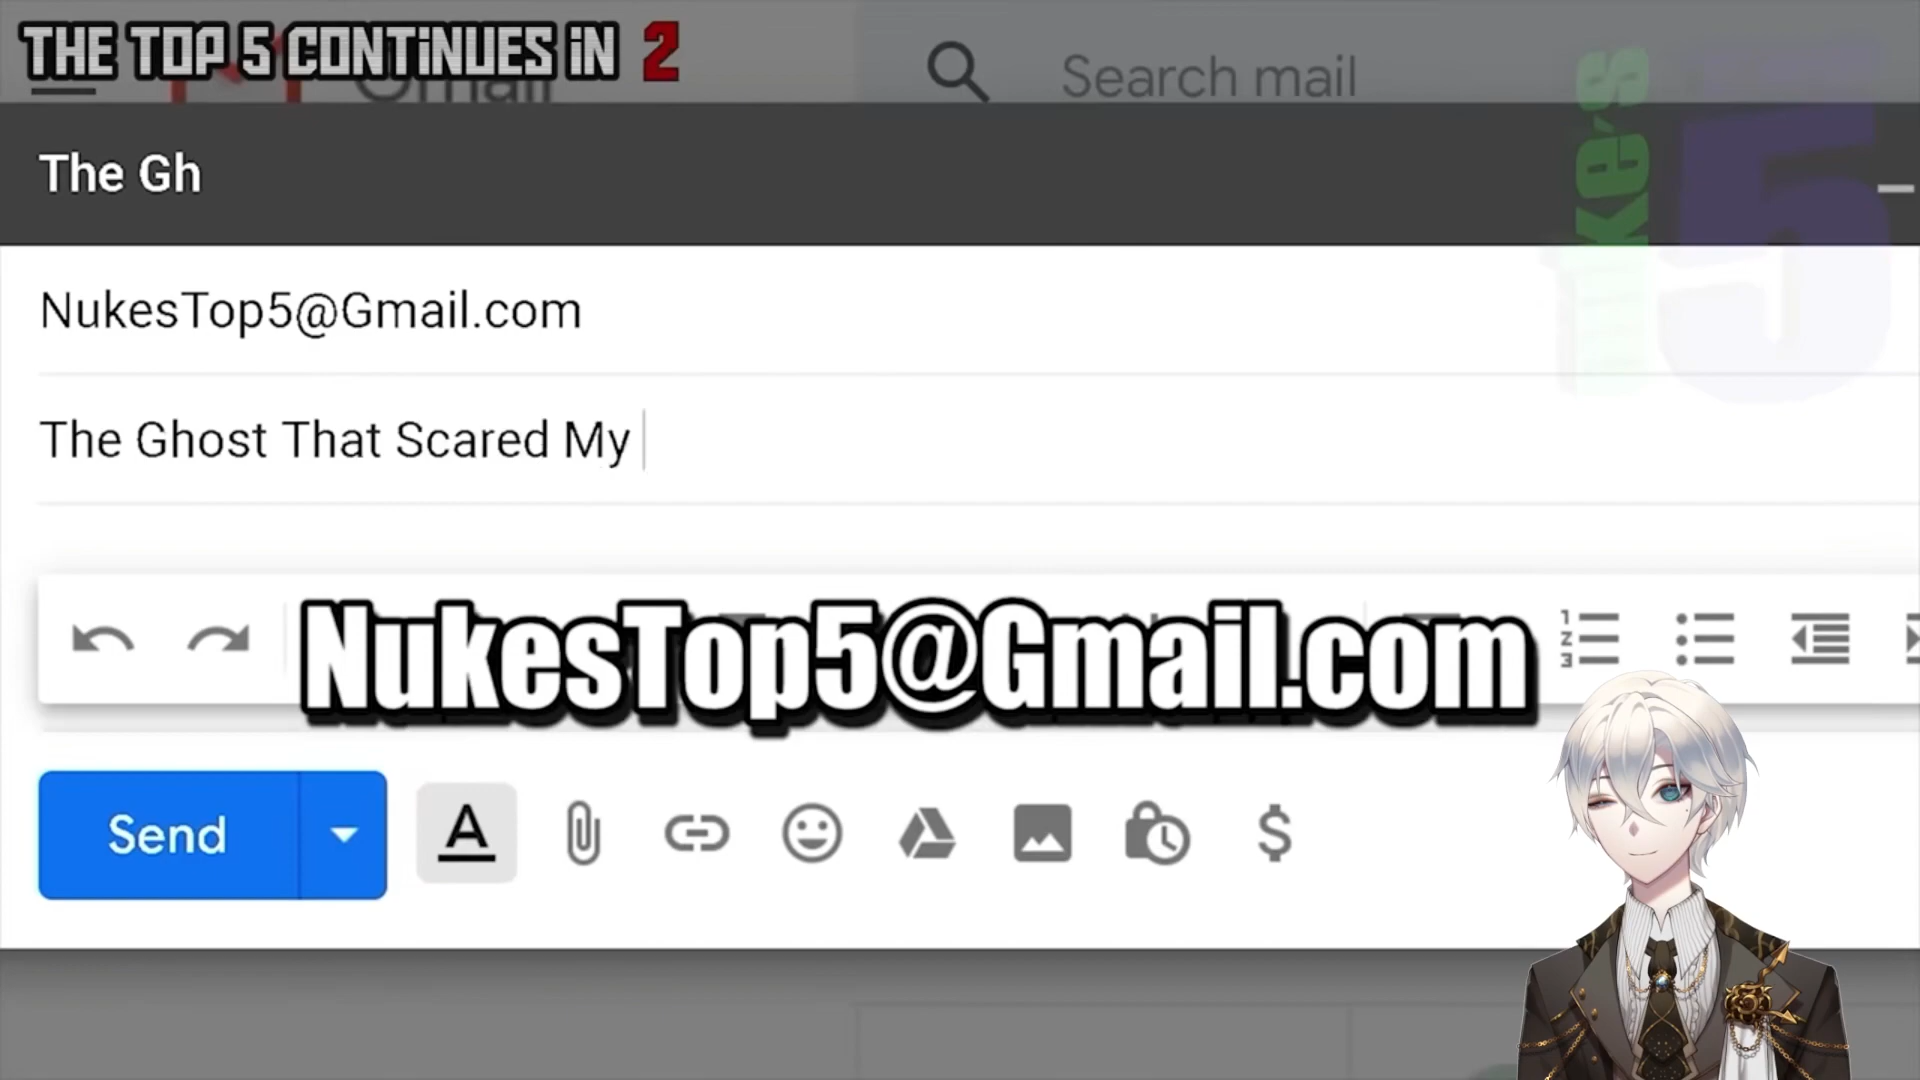 THE TOP 5 CONTINUES IN 2
Gmail
Search mail
The Gh
NukesTop5@Gmail.com
The Ghost That Scared My
NukesTop5@Gmail.com
Send